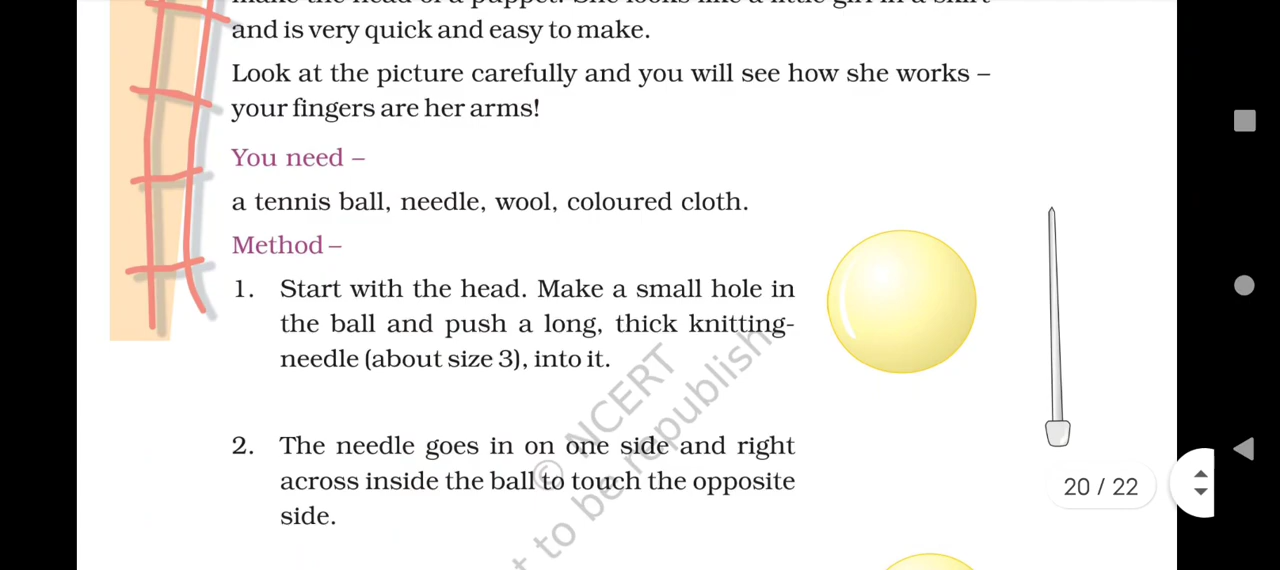 and is very quick and easy to make.
Look at the picture carefully and you will see how she works –
your fingers are her arms!
You need –
a tennis ball, needle, wool, coloured cloth.
Method –
1. Start with the head. Make a small hole in
the ball and push a long, thick knitting-
needle (about size 3), into it.
2. The needle goes in on one side and right
across inside the ball to touch the opposite
side.
© NCERT
to be republish
20 / 22